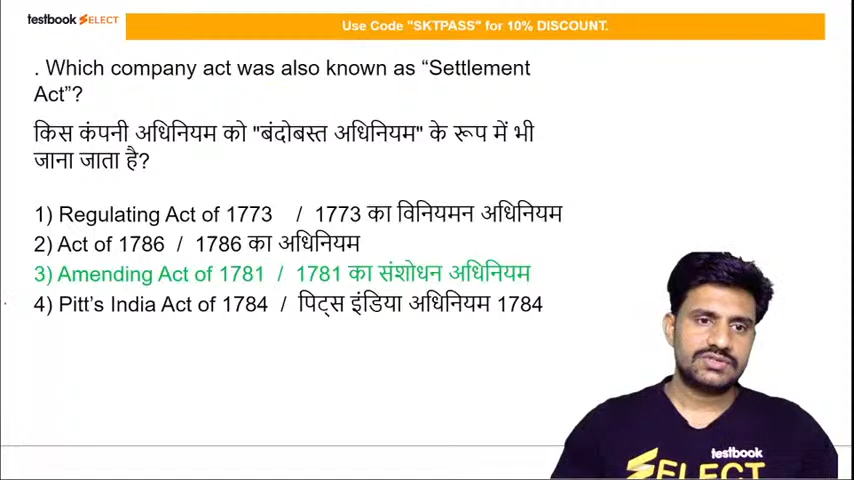 testbook SELECT
Use Code "SKTPASS" for 10% DISCOUNT.
. Which company act was also known as “Settlement
Act”?
किस कंपनी अधिनियम को "बंदोबस्त अधिनियम" के रूप में भी
जाना जाता है?
1) Regulating Act of 1773 / 1773 का विनियमन अधिनियम
2) Act of 1786 / 1786 का अधिनियम
3) Amending Act of 1781 / 1781 का संशोधन अधिनियम
4) Pitt’s India Act of 1784 / पिट्स इंडिया अधिनियम 1784
testbook
SELECT